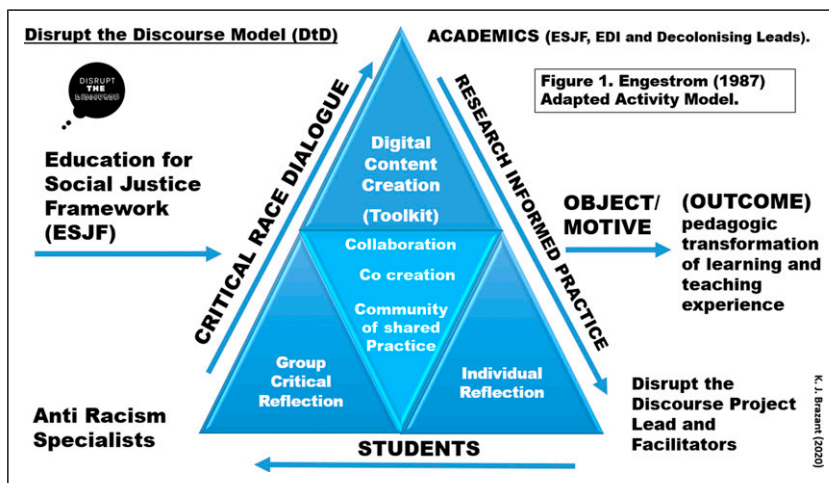 Disrupt the Discourse Model (DtD)
ACADEMICS (ESJF, EDI and Decolonising Leads).
DISRUPT
THE
Figure 1. Engestrom (1987)
Adapted Activity Model.
Education for
Social Justice
Framework
(ESJF)
CRITICAL RACE DIALOGUE
RESEARCH INFORMED PRACTICE
Digital
Content
Creation
(Toolkit)
Collaboration
Co creation
Community
of shared
Practice
Group
Critical
Reflection
Individual
Reflection
OBJECT/
MOTIVE
(OUTCOME)
pedagogic
transformation
of learning and
teaching
experience
Anti Racism
Specialists
STUDENTS
Disrupt the
Discourse Project
Lead and
Facilitators
K. J. Brazant (2020)